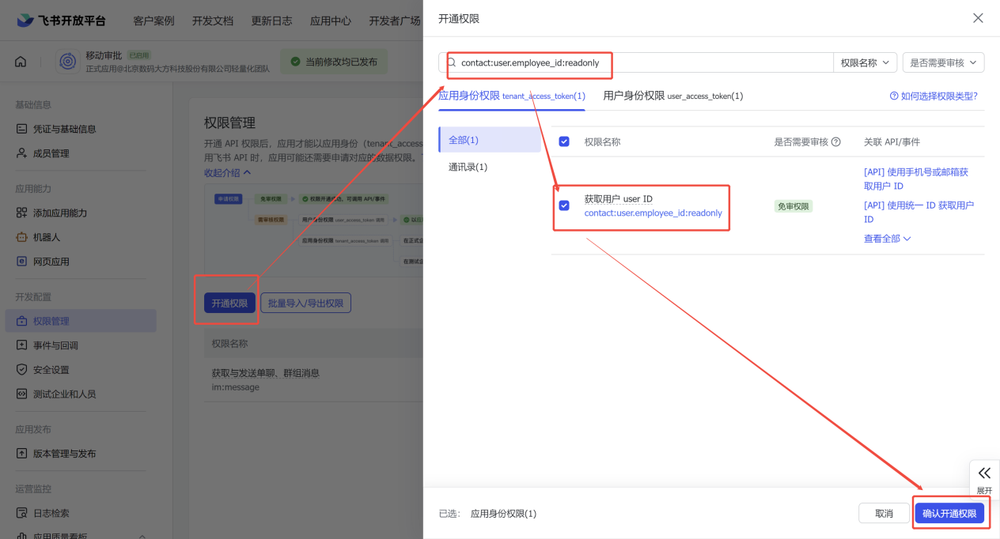 飞书开放平台
客户案例
开发文档
更新日志
应用中心
开发者广场
移动审批
已启用
正式应用@北京数码大方科技股份有限公司轻量化团队
当前修改均已发布
基础信息
凭证与基础信息
成员管理
应用能力
添加应用能力
机器人
网页应用
开发配置
权限管理
事件与回调
安全设置
测试企业和人员
应用发布
版本管理与发布
运营监控
日志检索
应用质量看板
权限管理
开通 API 权限后，应用才能以应用身份（tenant_access
用飞书 API 时，应用可能还需要申请对应的数据权限。
收起介绍
申请权限
免审权限
权限开通成功，可调用 API/事件
需审核权限
用户身份权限 user_access_token 调用
应用身份权限 tenant_access_token 调用
在正式企
在测试企
开通权限
批量导入/导出权限
权限名称
获取与发送单聊、群组消息
im:message
开通权限
contact:user.employee_id:readonly
权限名称
是否需要审核
应用身份权限 tenant_access_token(1)
用户身份权限 user_access_token(1)
如何选择权限类型?
全部(1)
通讯录(1)
权限名称
是否需要审核
关联 API/事件
获取用户 user ID
contact:user.employee_id:readonly
免审权限
[API] 使用手机号或邮箱获
取用户 ID
[API] 使用统一 ID 获取用户
ID
查看全部
展开
已选: 应用身份权限(1)
取消
确认开通权限